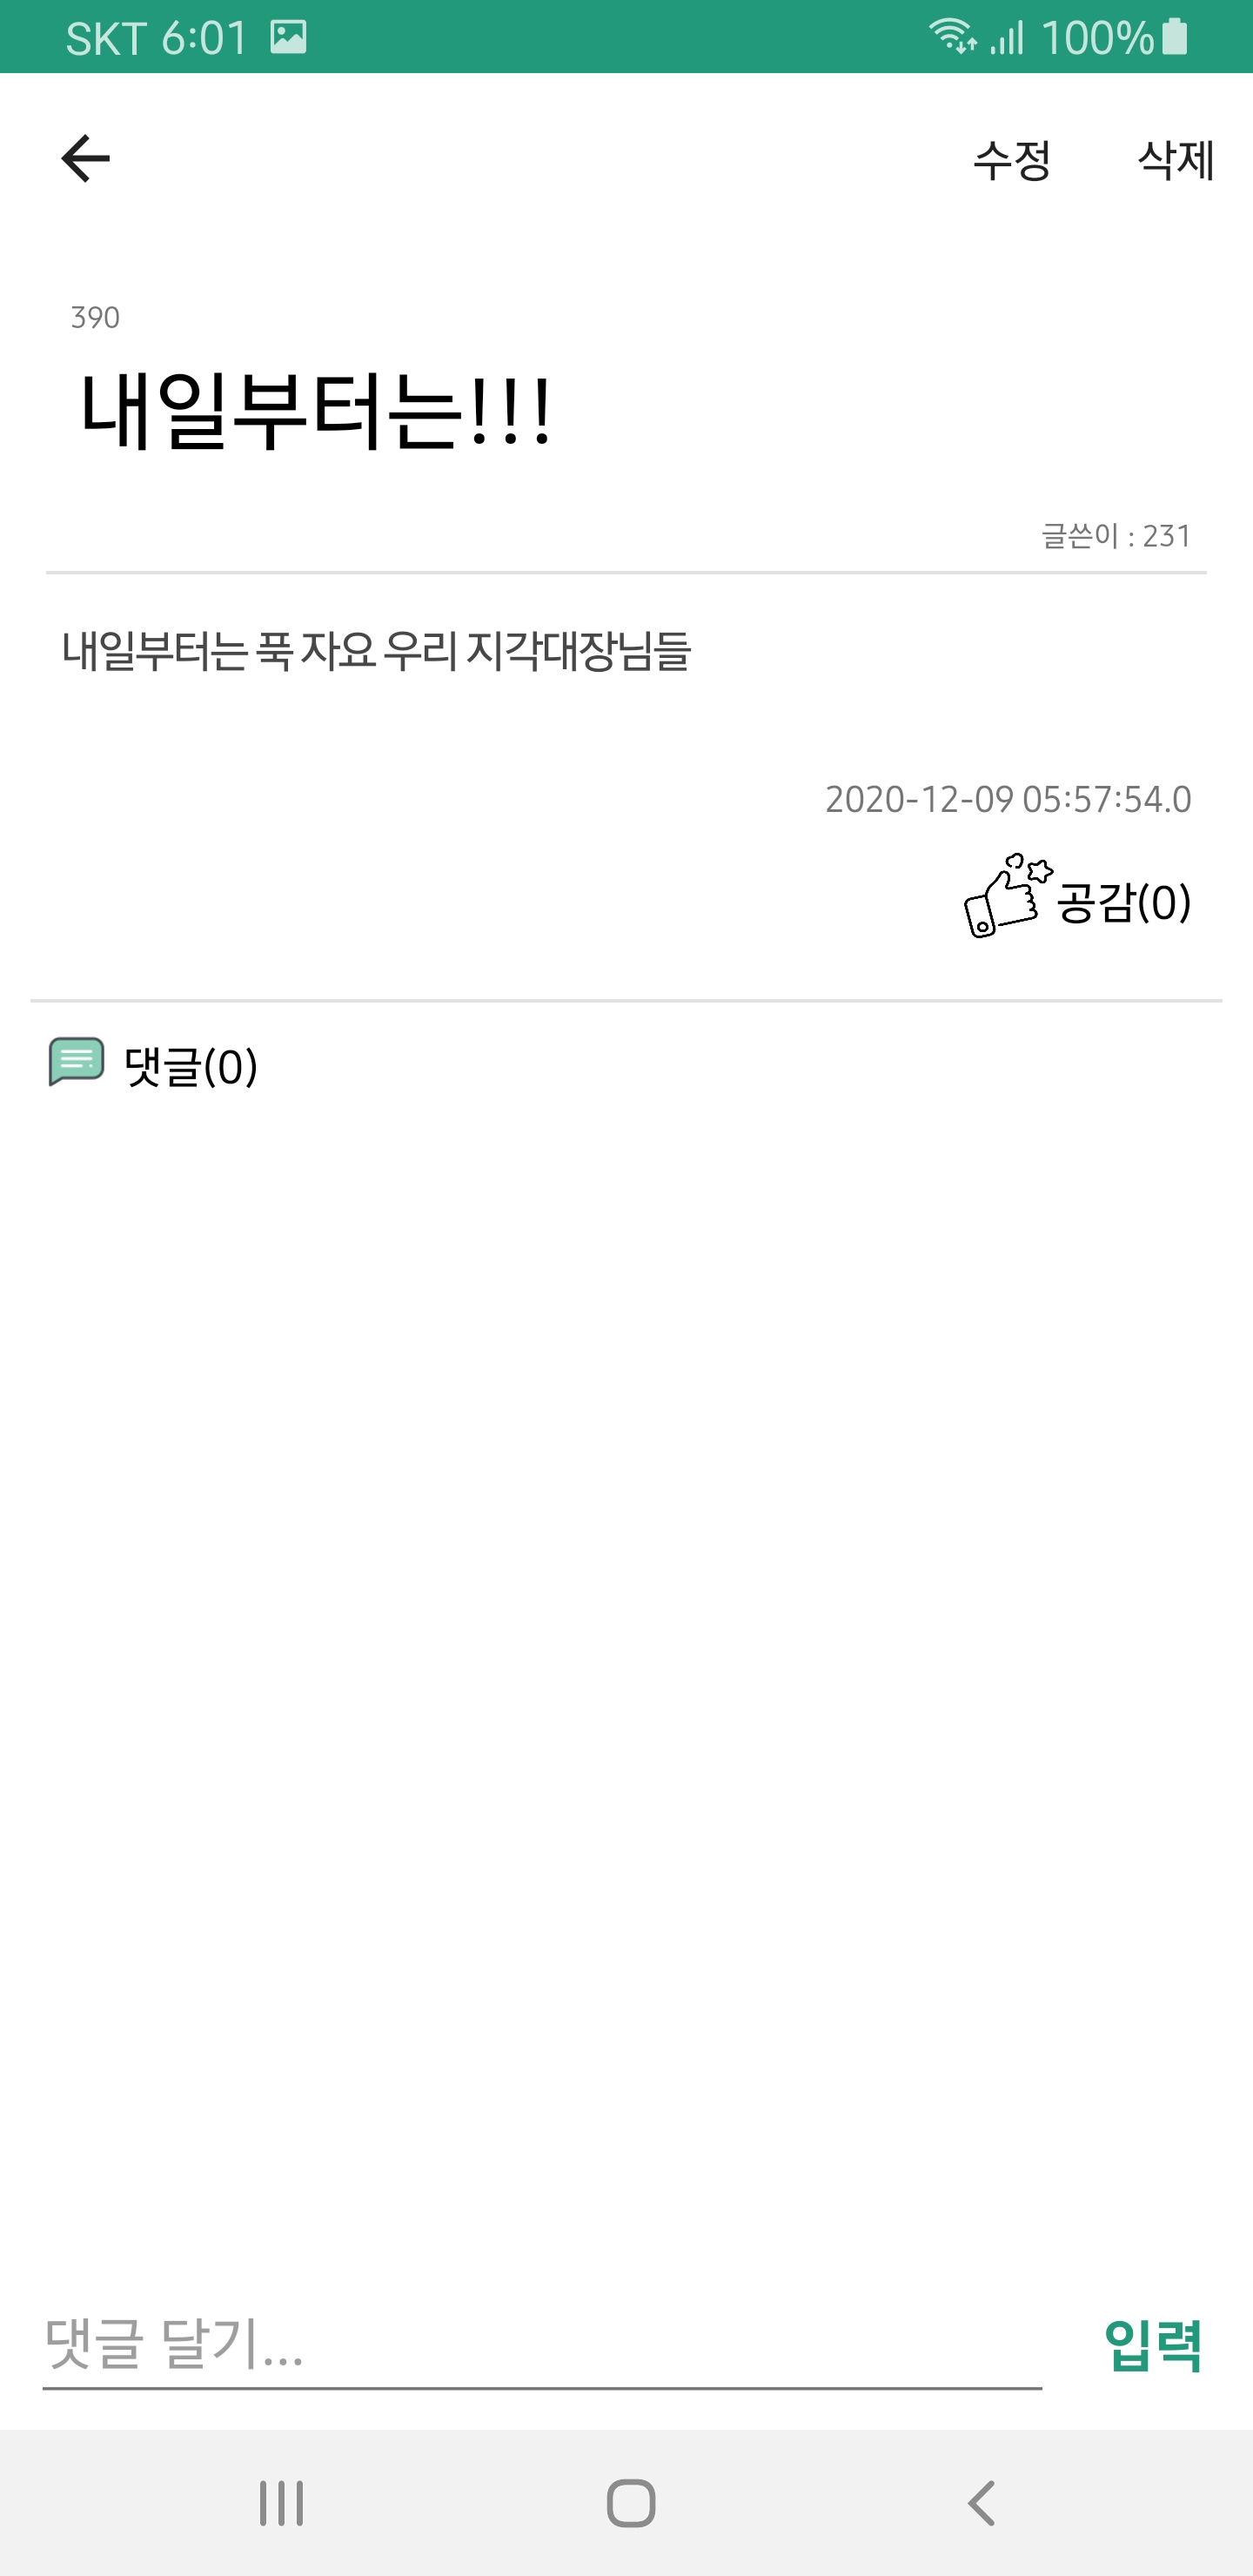 SKT 6:01 100%
수정 삭제
390
내일부터는!!!
글쓴이 : 231
내일부터는 푹 자요 우리 지각대장님들
2020-12-09 05:57:54.0
공감(0)
댓글(0)
댓글 달기... 입력